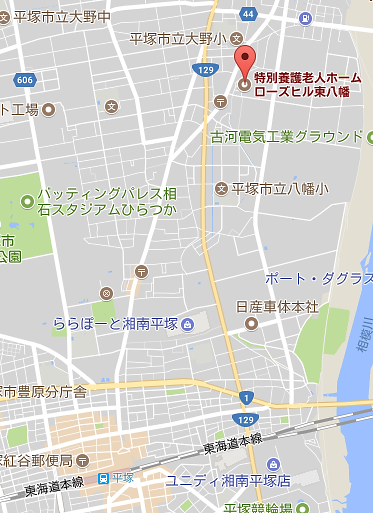 平塚市立大野中
平塚市立大野小
44
129
特別養護老人ホーム
ローズヒル東八幡
606
ト工場
古河電気工業グラウンド
平塚市立八幡小
バッティングパレス相
石スタジアムひらつか
市
公園
ポート・ダグラス
日産車体本社
ららぽーと湘南平塚
相模川
塚市豊原分庁舎
1
129
東海道本線
塚紅谷郵便局
平塚
ユニディ湘南平塚店
東海道本線
平塚競輪場